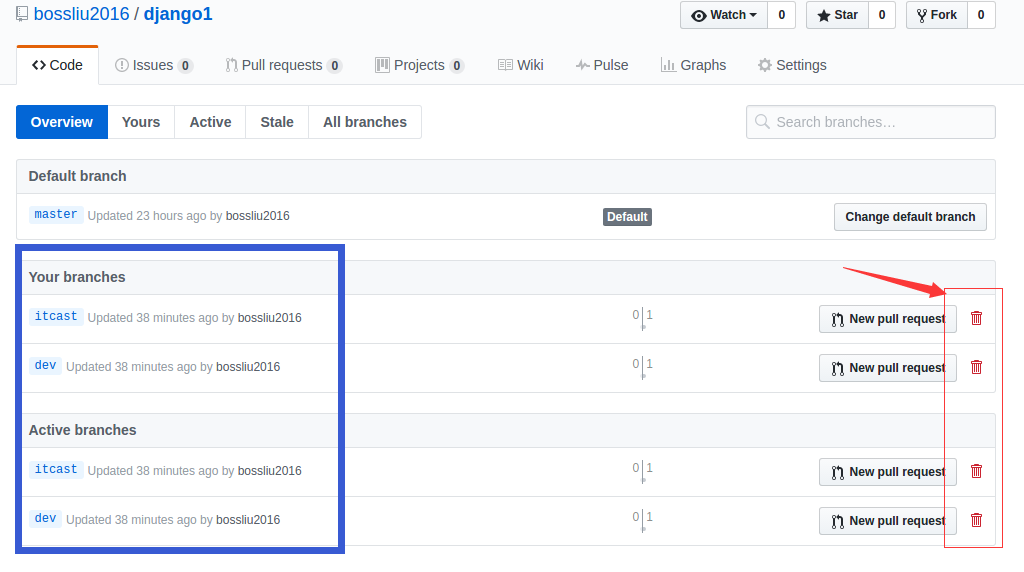 bossliu2016 / django1 Watch 0 Star 0 Fork 0
Code Issues 0 Pull requests 0 Projects 0 Wiki Pulse Graphs Settings
Overview Yours Active Stale All branches Search branches…
Default branch
master Updated 23 hours ago by bossliu2016 Default Change default branch
Your branches
itcast Updated 38 minutes ago by bossliu2016 0 1 New pull request
dev Updated 38 minutes ago by bossliu2016 0 1 New pull request
Active branches
itcast Updated 38 minutes ago by bossliu2016 0 1 New pull request
dev Updated 38 minutes ago by bossliu2016 0 1 New pull request